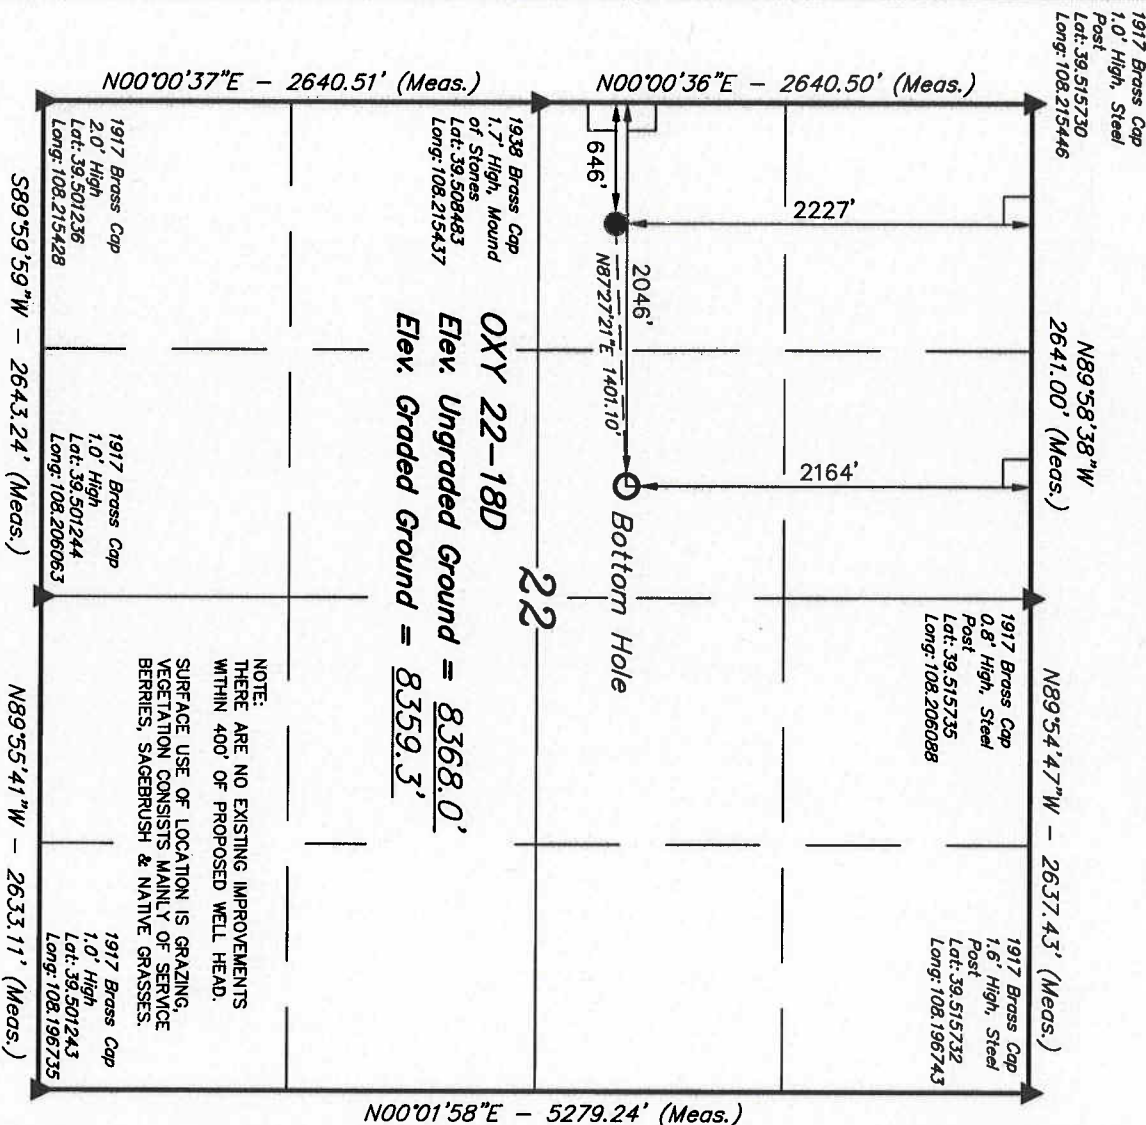 1917 Brass Cap
1.0' High, Steel
Post
Lat: 39.515730
Long: 108.215446
N89°58'38"W
2641.00' (Meas.)
N89°54'47"W – 2637.43' (Meas.)
1917 Brass Cap
0.8' High, Steel
Post
Lat: 39.515735
Long: 108.206088
1917 Brass Cap
1.6' High, Steel
Post
Lat: 39.515732
Long: 108.196743
N00°00'37"E – 2640.51' (Meas.)
N00°00'36"E – 2640.50' (Meas.)
2227'
2164'
646'
2046'
N87°27'21"E 1401.10'
Bottom Hole
22
1938 Brass Cap
1.7' High, Mound
of Stones
Lat: 39.508483
Long: 108.215437
OXY 22–18D
Elev. Ungraded Ground = 8368.0'
Elev. Graded Ground = 8359.3'
NOTE:
THERE ARE NO EXISTING IMPROVEMENTS
WITHIN 400' OF PROPOSED WELL HEAD.
SURFACE USE OF LOCATION IS GRAZING,
VEGETATION CONSISTS MAINLY OF SERVICE
BERRIES, SAGEBRUSH & NATIVE GRASSES.
1917 Brass Cap
2.0' High
Lat: 39.501236
Long: 108.215428
1917 Brass Cap
1.0' High
Lat: 39.501244
Long: 108.206063
1917 Brass Cap
1.0' High
Lat: 39.501243
Long: 108.196735
S89°59'59"W – 2643.24' (Meas.)
N89°55'41"W – 2633.11' (Meas.)
N00°01'58"E – 5279.24' (Meas.)